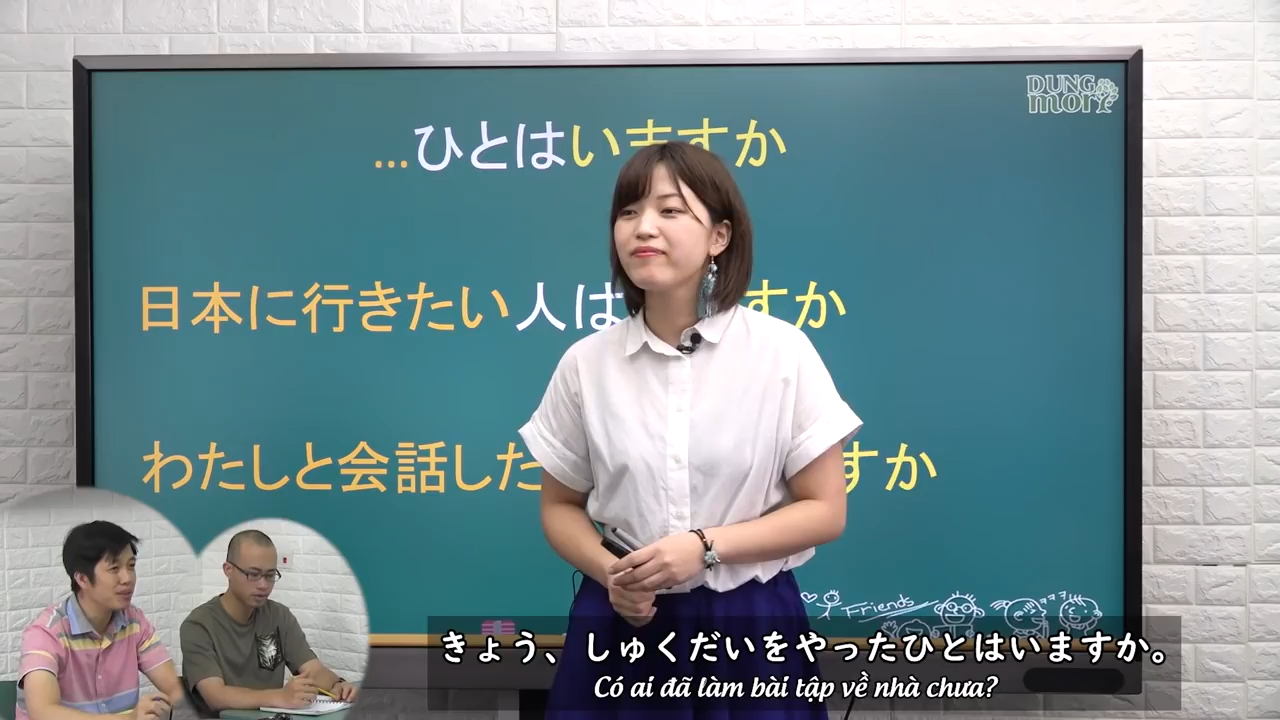 DUNG
mori
...ひとはいますか
日本に行きたい人は すか
わたしと会話した すか
Friends
きょう、しゅくだいをやったひとはいますか。
Có ai đã làm bài tập về nhà chưa?